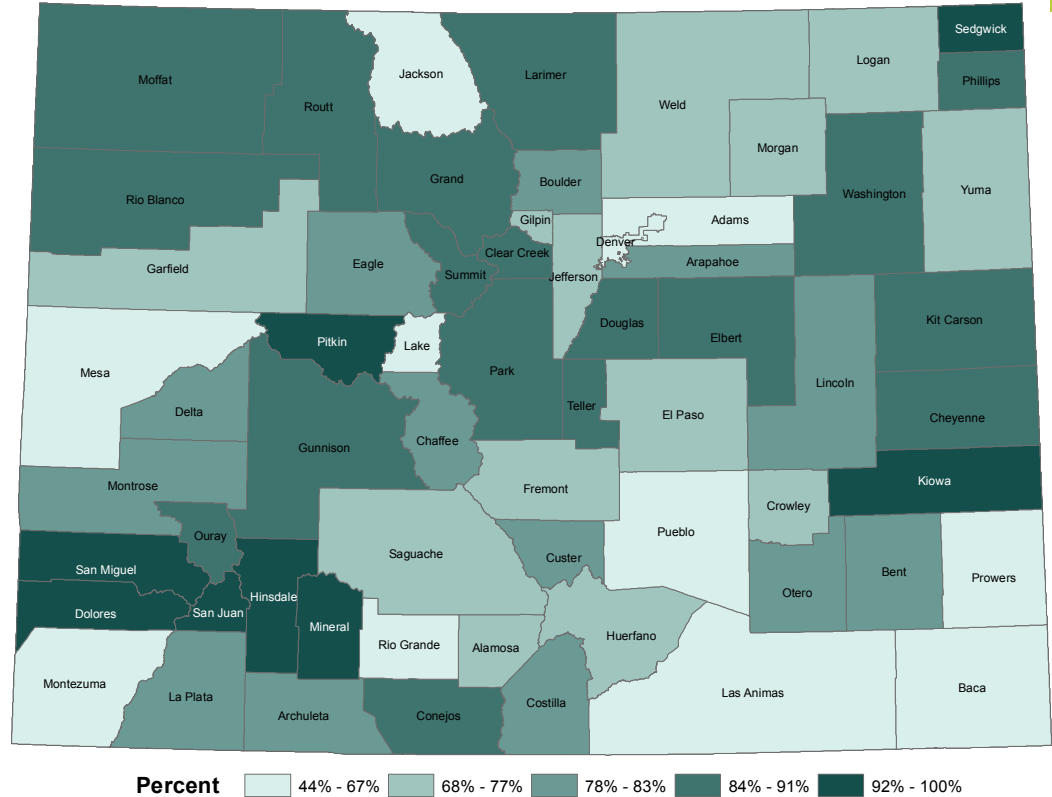 Sedgwick
Logan
Moffat
Jackson
Larimer
Phillips
Weld
Routt
Morgan
Grand
Boulder
Yuma
Washington
Rio Blanco
Gilpin
Adams
Denver
Clear Creek
Arapahoe
Eagle
Garfield
Summit
Jefferson
Kit Carson
Douglas
Elbert
Pitkin
Lake
Mesa
Park
Lincoln
Teller
Delta
El Paso
Cheyenne
Chaffee
Gunnison
Kiowa
Montrose
Fremont
Crowley
Pueblo
Ouray
Saguache
Custer
San Miguel
Bent
Prowers
Hinsdale
Otero
San Juan
Dolores
Mineral
Huerfano
Rio Grande
Alamosa
Montezuma
Baca
Las Animas
La Plata
Costilla
Archuleta
Conejos
Percent 44% - 67% 68% - 77% 78% - 83% 84% - 91% 92% - 100%